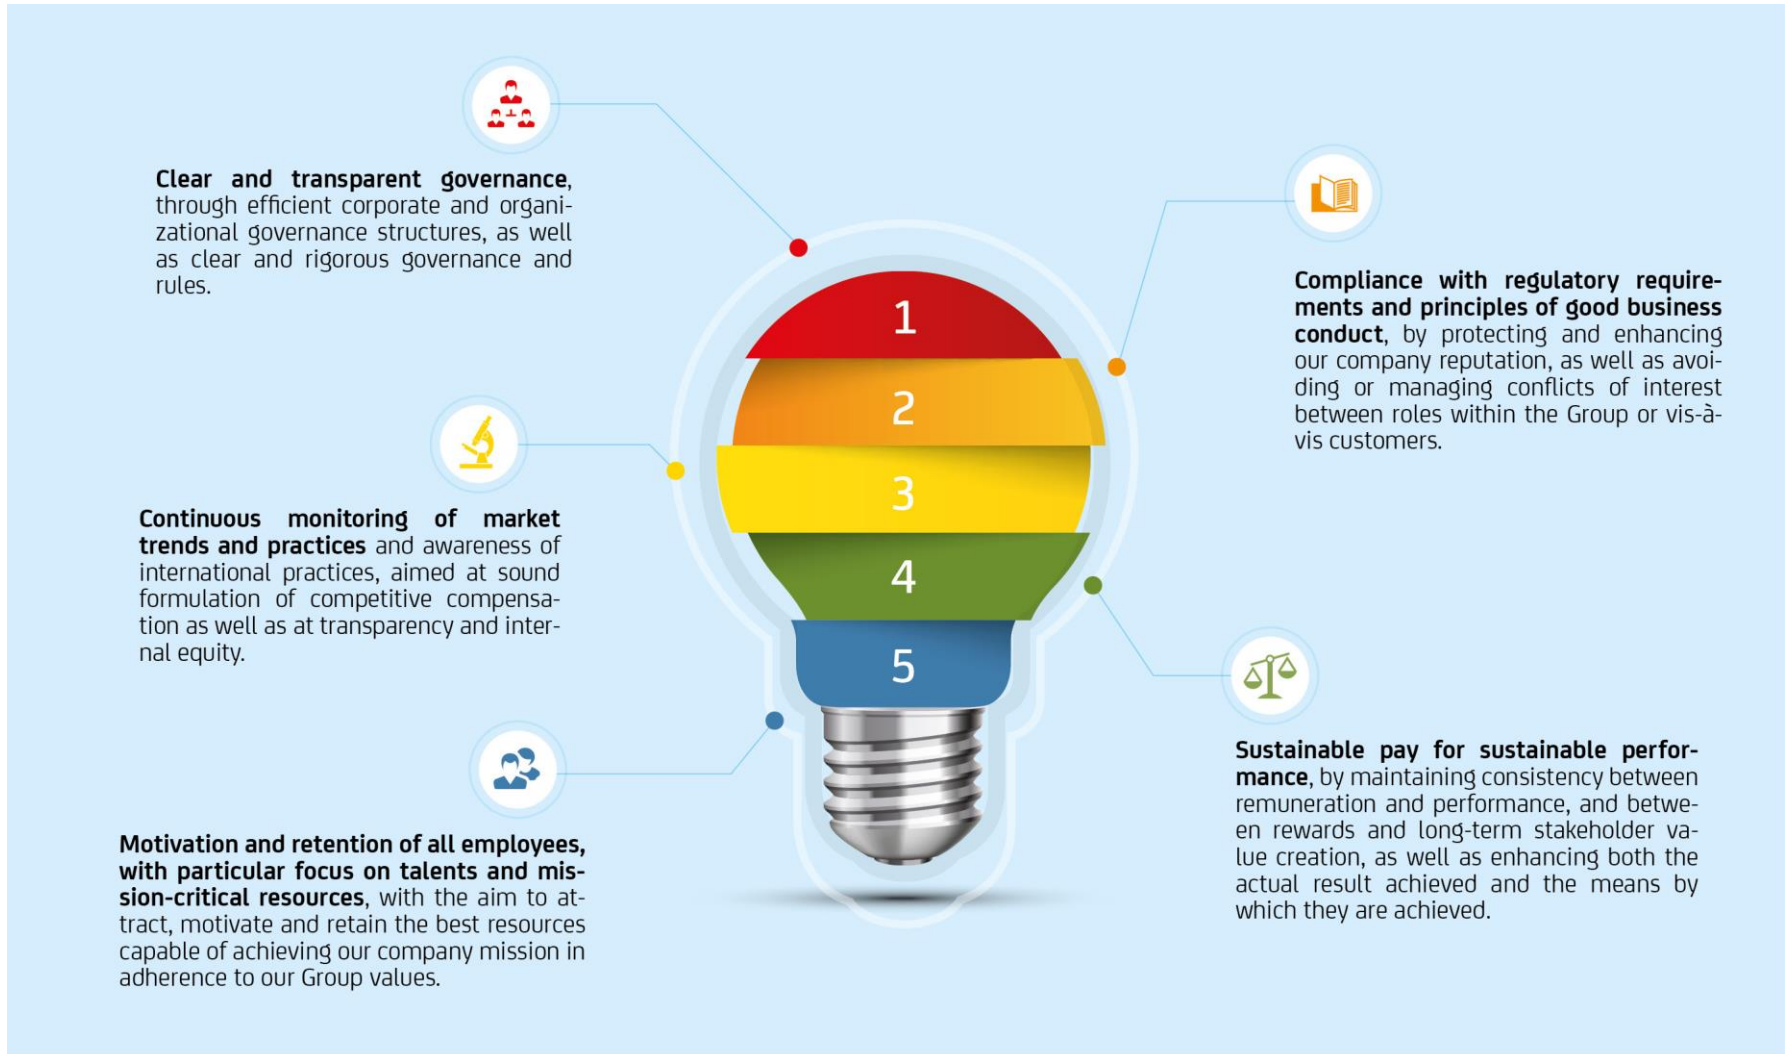 Clear and transparent governance,
through efficient corporate and organi-
zational governance structures, as well
as clear and rigorous governance and
rules.
Compliance with regulatory require-
ments and principles of good business
conduct, by protecting and enhancing
our company reputation, as well as avoi-
ding or managing conflicts of interest
between roles within the Group or vis-à-
vis customers.
Continuous monitoring of market
trends and practices and awareness of
international practices, aimed at sound
formulation of competitive compensa-
tion as well as at transparency and inter-
nal equity.
Sustainable pay for sustainable perfor-
mance, by maintaining consistency between
remuneration and performance, and betwe-
en rewards and long-term stakeholder va-
lue creation, as well as enhancing both the
actual result achieved and the means by
which they are achieved.
Motivation and retention of all employees,
with particular focus on talents and mis-
sion-critical resources, with the aim to at-
tract, motivate and retain the best resources
capable of achieving our company mission in
adherence to our Group values.
1
2
3
4
5